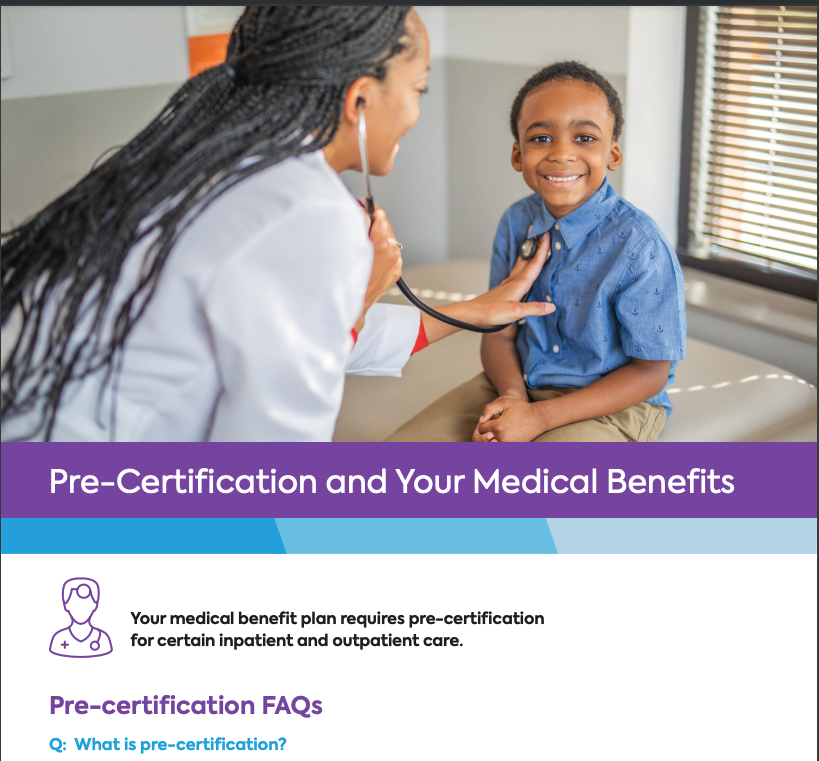 Pre-Certification and Your Medical Benefits
Your medical benefit plan requires pre-certification
for certain inpatient and outpatient care.
Pre-certification FAQs
Q: What is pre-certification?